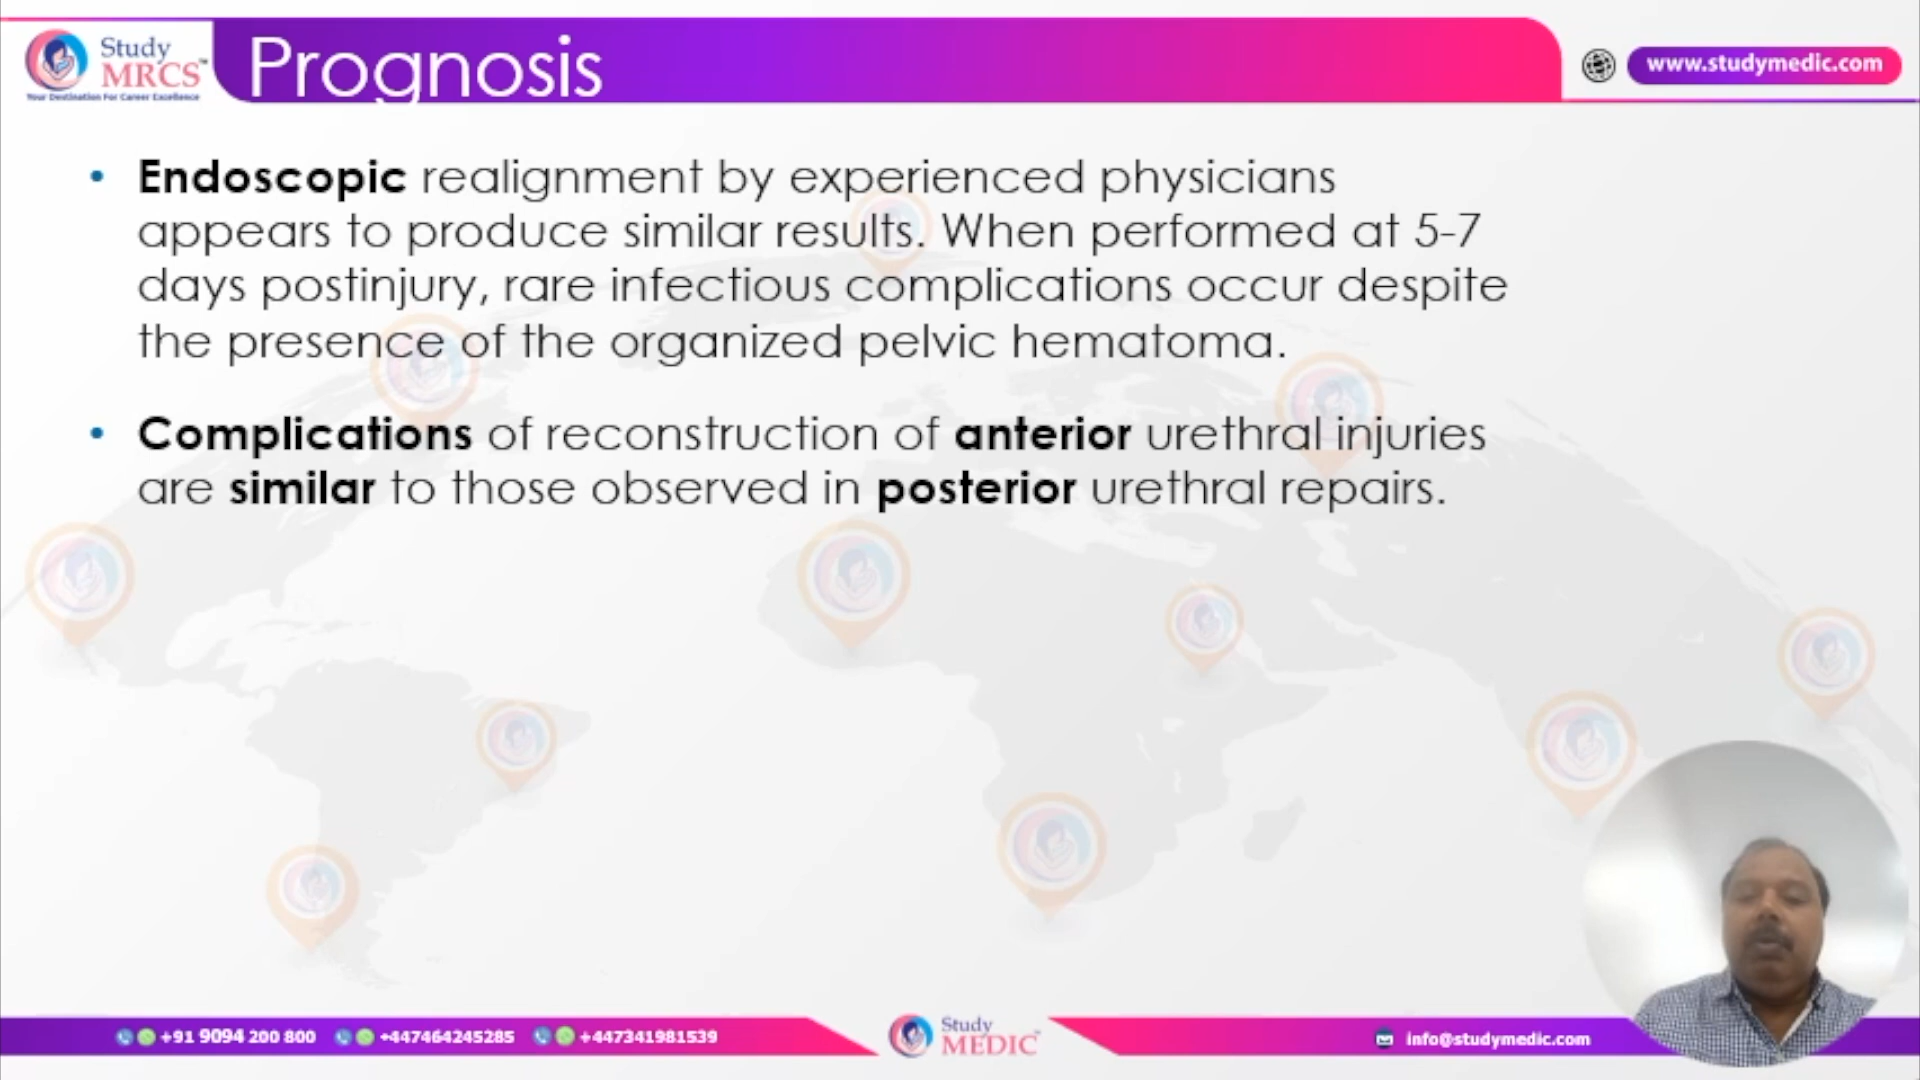 Study
MRCS™
Your Destination For Career Excellence
Prognosis
www.studymedic.com
• Endoscopic realignment by experienced physicians
appears to produce similar results. When performed at 5-7
days postinjury, rare infectious complications occur despite
the presence of the organized pelvic hematoma.
• Complications of reconstruction of anterior urethral injuries
are similar to those observed in posterior urethral repairs.
+91 9094 200 800
+447464245285
+447341981539
Study
MEDIC™
info@studymedic.com